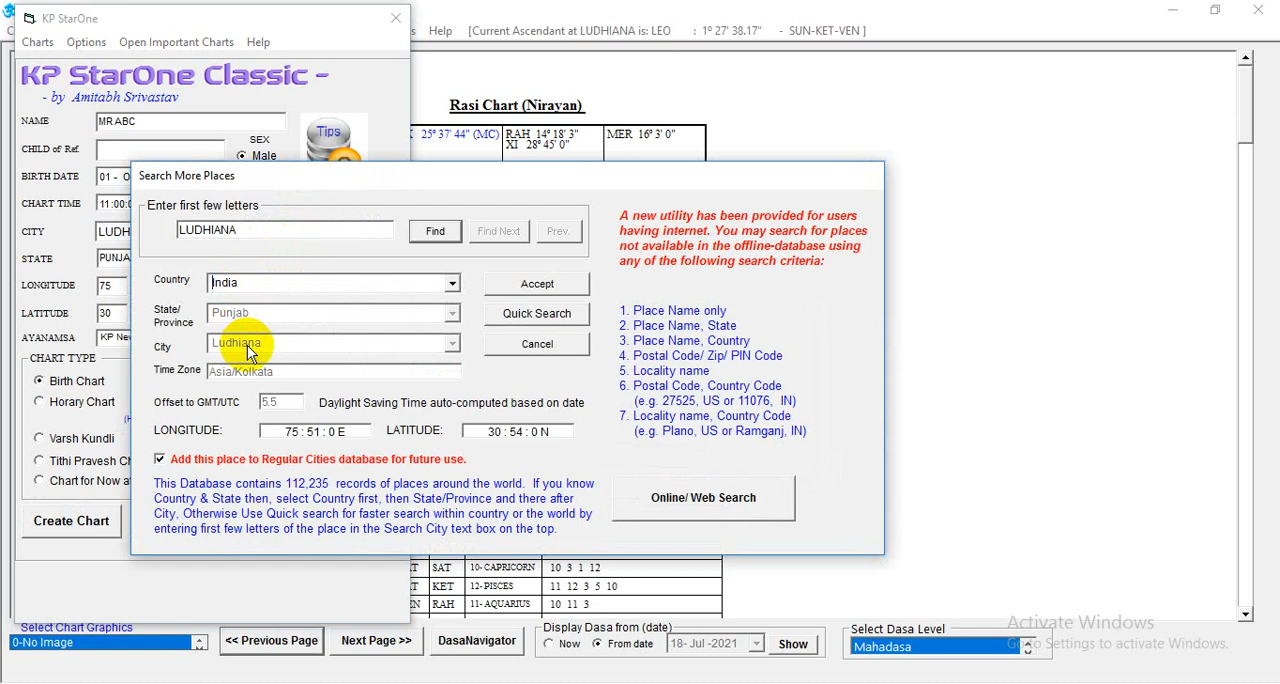 KP StarOne
Charts Options Open Important Charts Help
s Help [Current Ascendant at LUDHIANA is: LEO : 1º 27' 38.17" - SUN-KET-VEN ]
KP StarOne Classic -
- by Amitabh Srivastav
NAME MR ABC
CHILD of Ref.
SEX
Male
Tips
BIRTH DATE 01 - O
CHART TIME 11:00:0
CITY LUDH
STATE PUNJA
LONGITUDE 75
LATITUDE 30
AYANAMSA KP Ne
CHART TYPE
Birth Chart
Horary Chart
Varsh Kundli
Tithi Pravesh Ch
Chart for Now a
Create Chart
Rasi Chart (Nirayan)
25º 37' 44" (MC) RAH 14º 18' 3" MER 16º 3' 0"
XI 28º 45' 0"
Search More Places
Enter first few letters
LUDHIANA Find Find Next Prev.
Country India Accept
State/
Province Punjab Quick Search
City Ludhiana Cancel
Time Zone Asia/Kolkata
Offset to GMT/UTC 5.5 Daylight Saving Time auto-computed based on date
LONGITUDE: 75 : 51 : 0 E LATITUDE: 30 : 54 : 0 N
Add this place to Regular Cities database for future use.
This Database contains 112,235 records of places around the world. If you know
Country & State then, select Country first, then State/Province and there after
City, Otherwise Use Quick search for faster search within country or the world by
entering first few letters of the place in the Search City text box on the top.
A new utility has been provided for users
having internet. You may search for places
not available in the offline-database using
any of the following search criteria:
1. Place Name only
2. Place Name, State
3. Place Name, Country
4. Postal Code/ Zip/ PIN Code
5. Locality name
6. Postal Code, Country Code
(e.g. 27525, US or 11076, IN)
7. Locality name, Country Code
(e.g. Plano, US or Ramganj, IN)
Online/ Web Search
T SAT 10- CAPRICORN 10 3 1 12
T KET 12-PISCES 11 12 3 5 10
EN RAH 11- AQUARIUS 10 11 3
Select Chart Graphics
0-No Image
<< Previous Page Next Page >> DasaNavigator
Display Dasa from (date)
Now From date 18- Jul -2021 Show
Select Dasa Level
Mahadasa
Activate Windows
Go to Settings to activate Windows.